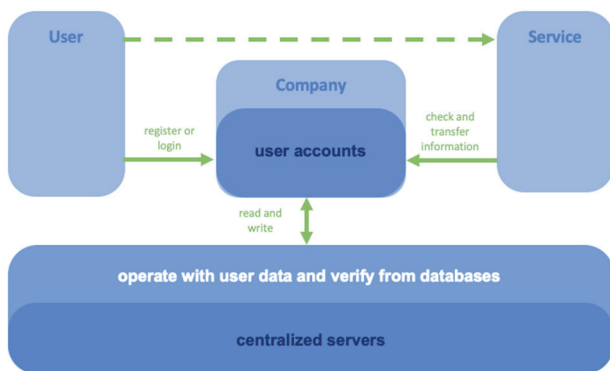 User
Service
Company
register or
login
user accounts
check and
transfer
information
read and
write
operate with user data and verify from databases
centralized servers